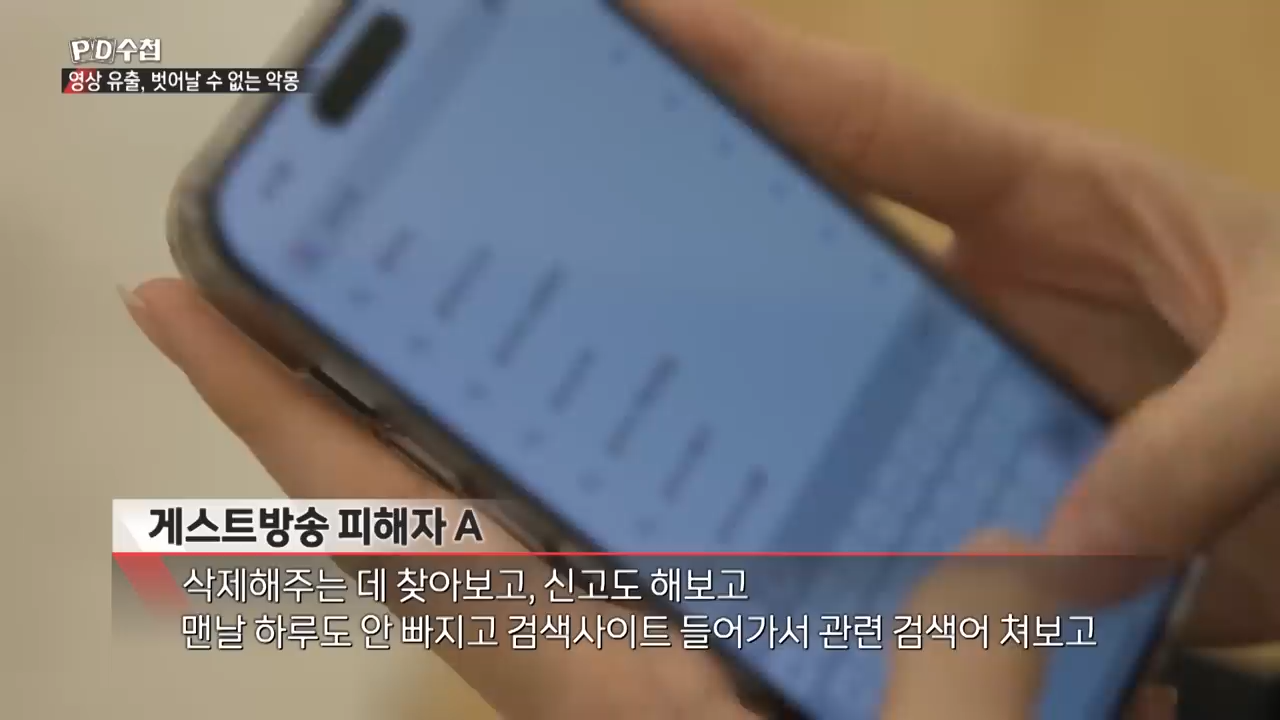 PD수첩
영상 유출, 벗어날 수 없는 악몽
게스트방송 피해자 A
삭제해주는 데 찾아보고, 신고도 해보고
맨날 하루도 안 빠지고 검색사이트 들어가서 관련 검색어 쳐보고